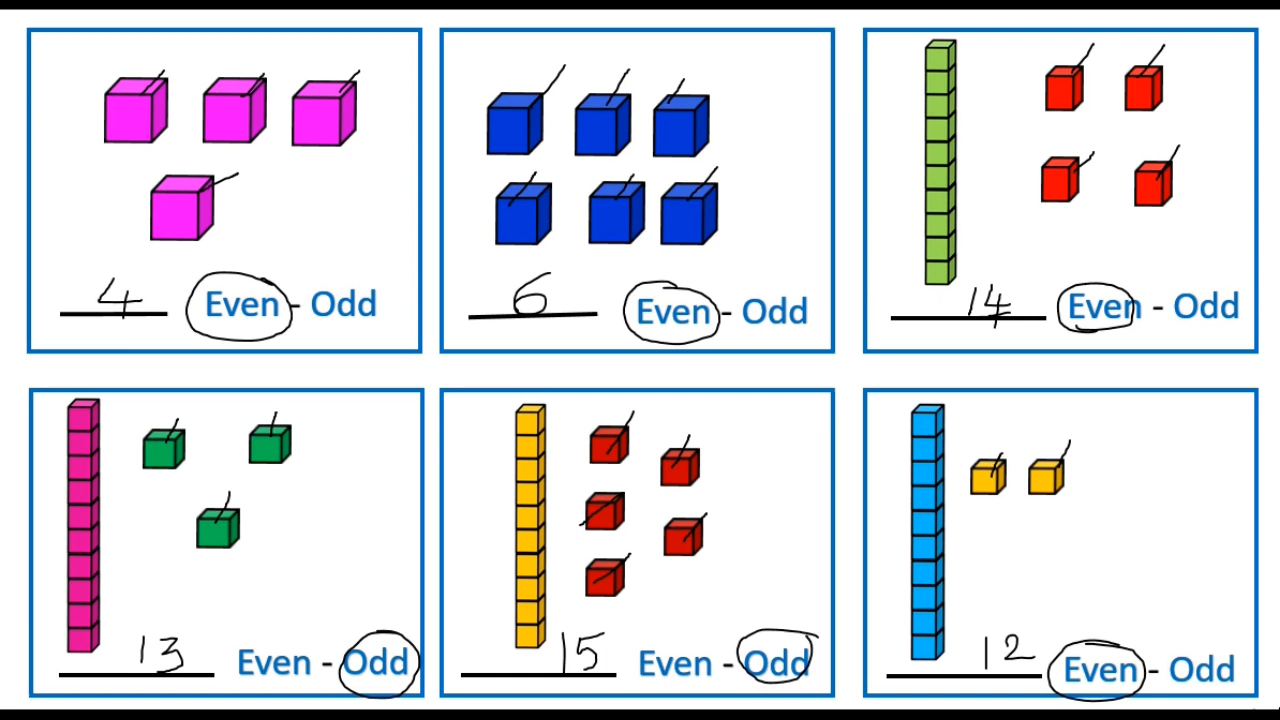 4 Even - Odd
6 Even - Odd
14 Even - Odd
13 Even - Odd
15 Even - Odd
12 Even - Odd